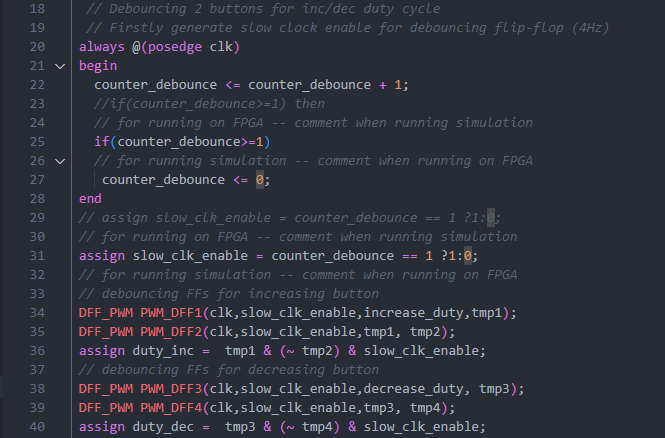 18 // Debouncing 2 buttons for inc/dec duty cycle
19 // Firstly generate slow clock enable for debouncing flip-flop (4Hz)
20 always @(posedge clk)
21 begin
22 counter_debounce <= counter_debounce + 1;
23 //if(counter_debounce>=1) then
24 // for running on FPGA -- comment when running simulation
25 if(counter_debounce>=1)
26 // for running simulation -- comment when running on FPGA
27 counter_debounce <= 0;
28 end
29 // assign slow_clk_enable = counter_debounce == 1 ?1:0;
30 // for running on FPGA -- comment when running simulation
31 assign slow_clk_enable = counter_debounce == 1 ?1:0;
32 // for running simulation -- comment when running on FPGA
33 // debouncing FFs for increasing button
34 DFF_PWM PWM_DFF1(clk,slow_clk_enable,increase_duty,tmp1);
35 DFF_PWM PWM_DFF2(clk,slow_clk_enable,tmp1, tmp2);
36 assign duty_inc =  tmp1 & (~ tmp2) & slow_clk_enable;
37 // debouncing FFs for decreasing button
38 DFF_PWM PWM_DFF3(clk,slow_clk_enable,decrease_duty, tmp3);
39 DFF_PWM PWM_DFF4(clk,slow_clk_enable,tmp3, tmp4);
40 assign duty_dec =  tmp3 & (~ tmp4) & slow_clk_enable;